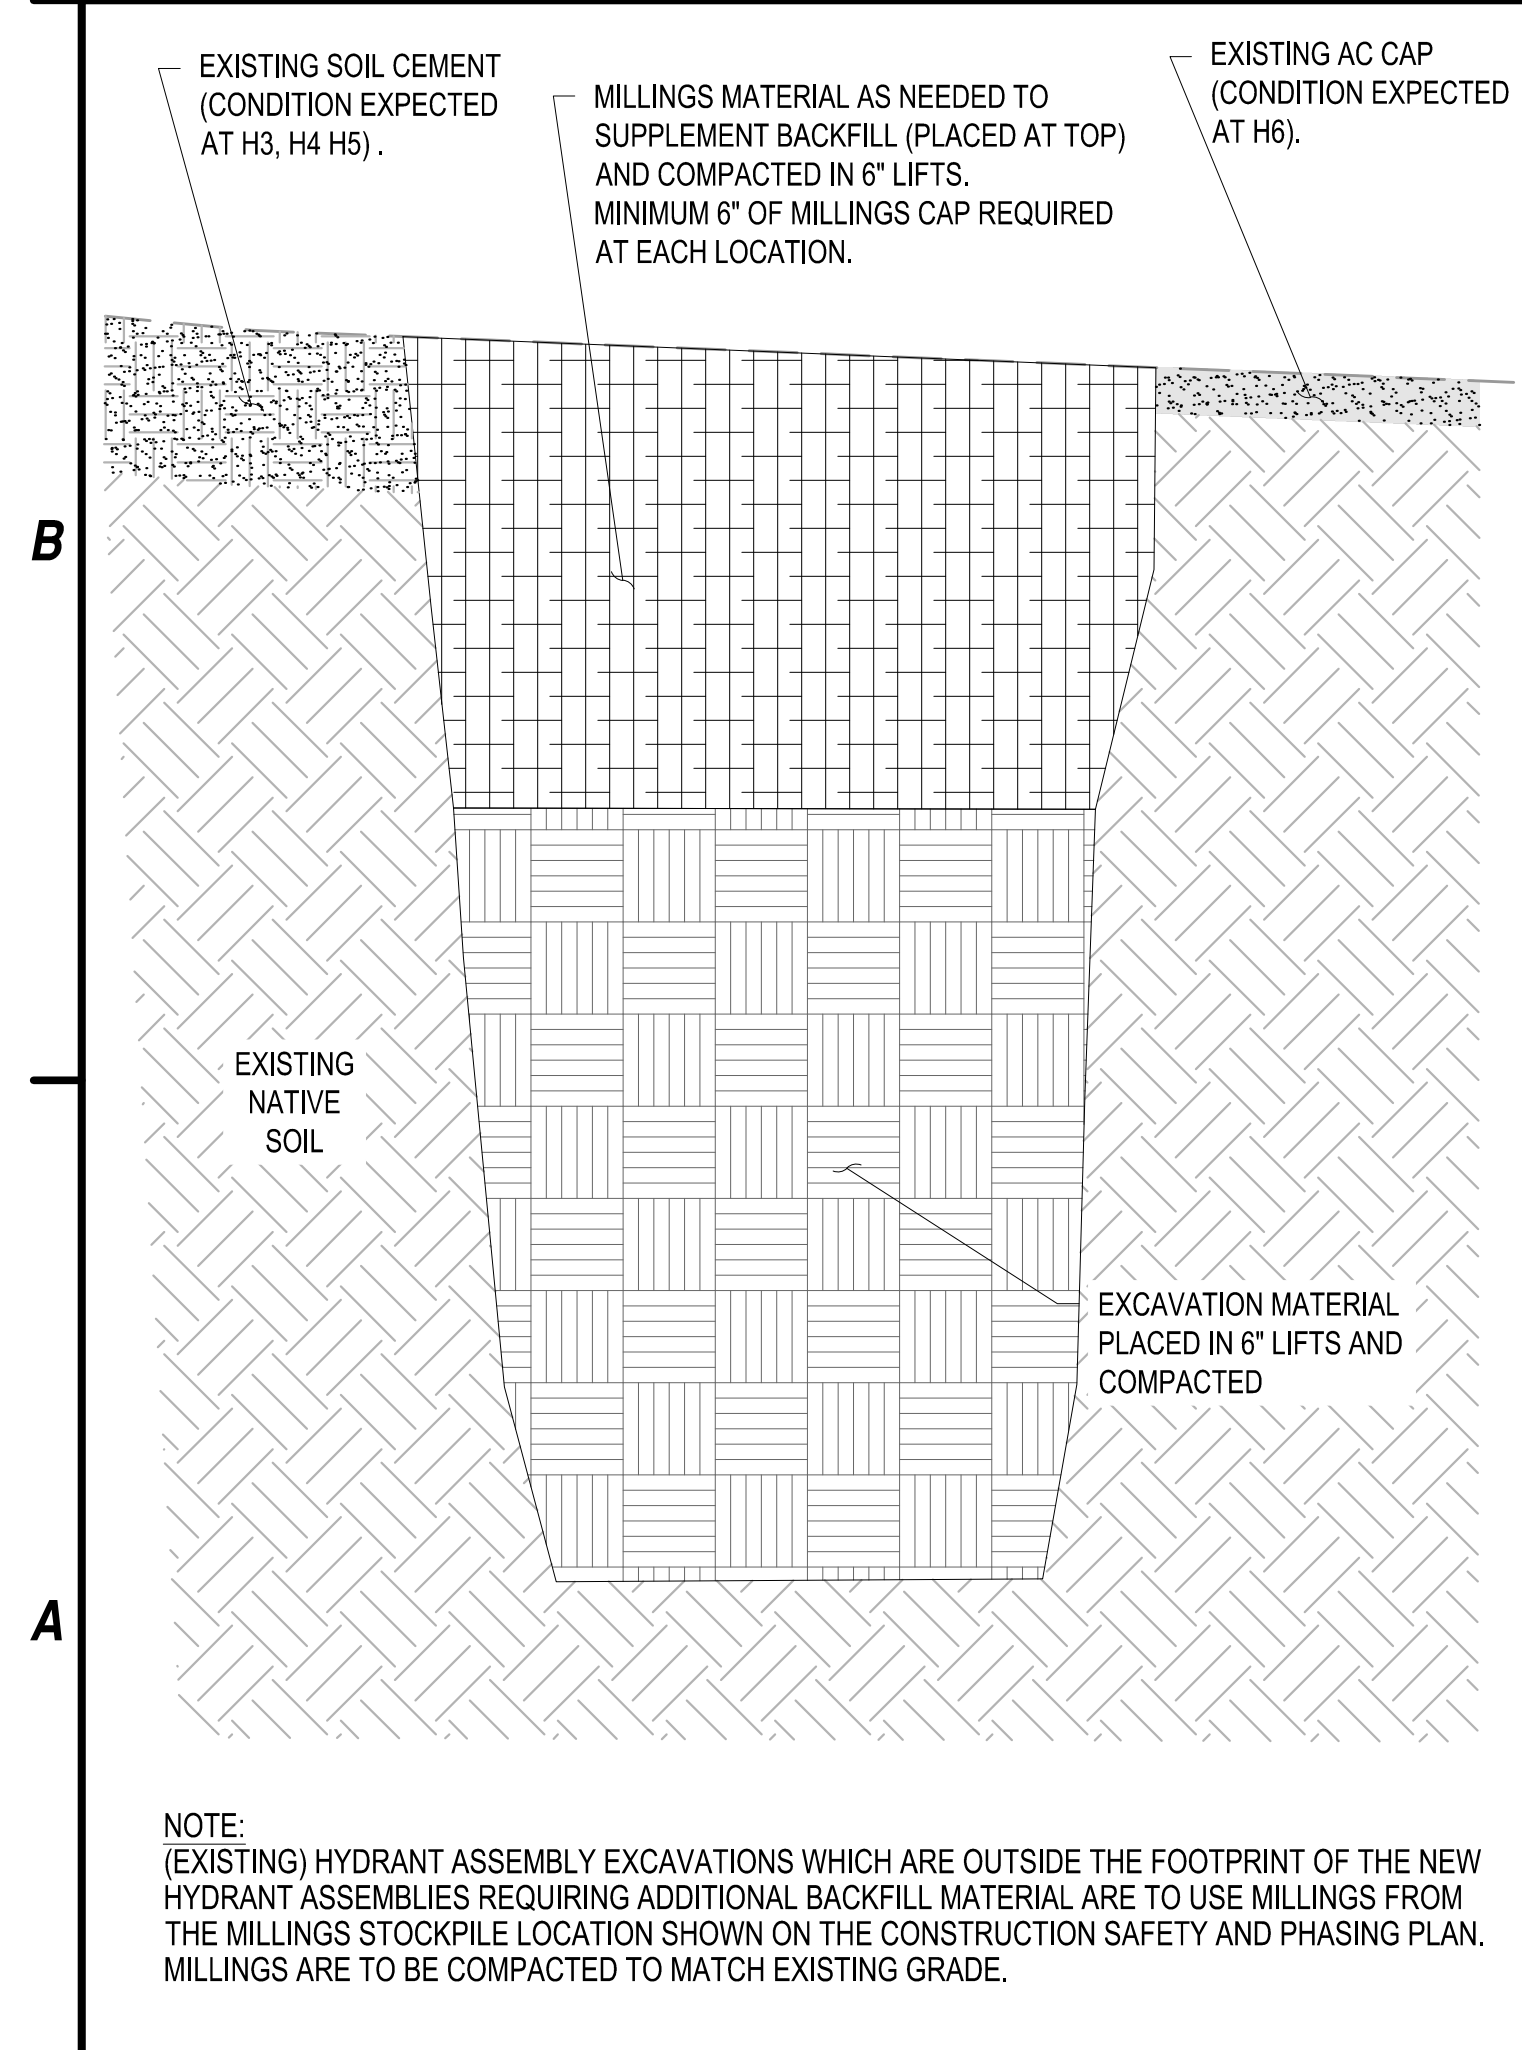 EXISTING SOIL CEMENT
(CONDITION EXPECTED
AT H3, H4 H5) .
MILLINGS MATERIAL AS NEEDED TO
SUPPLEMENT BACKFILL (PLACED AT TOP)
AND COMPACTED IN 6" LIFTS.
MINIMUM 6" OF MILLINGS CAP REQUIRED
AT EACH LOCATION.
EXISTING AC CAP
(CONDITION EXPECTED
AT H6).
B
EXISTING
NATIVE
SOIL
EXCAVATION MATERIAL
PLACED IN 6" LIFTS AND
COMPACTED
A
NOTE:
(EXISTING) HYDRANT ASSEMBLY EXCAVATIONS WHICH ARE OUTSIDE THE FOOTPRINT OF THE NEW
HYDRANT ASSEMBLIES REQUIRING ADDITIONAL BACKFILL MATERIAL ARE TO USE MILLINGS FROM
THE MILLINGS STOCKPILE LOCATION SHOWN ON THE CONSTRUCTION SAFETY AND PHASING PLAN.
MILLINGS ARE TO BE COMPACTED TO MATCH EXISTING GRADE.